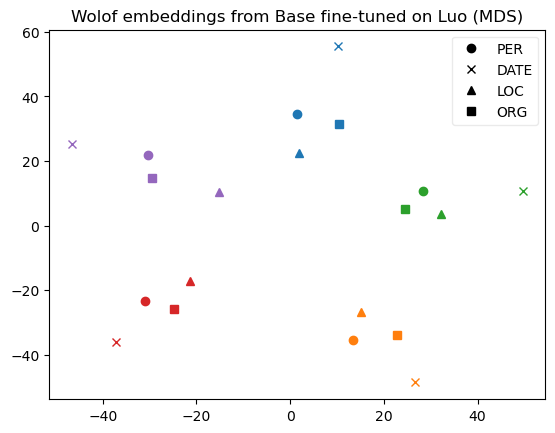 Wolof embeddings from Base fine-tuned on Luo (MDS)
60
40
20
0
−20
−40
−40
−20
0
20
40
PER
DATE
LOC
ORG